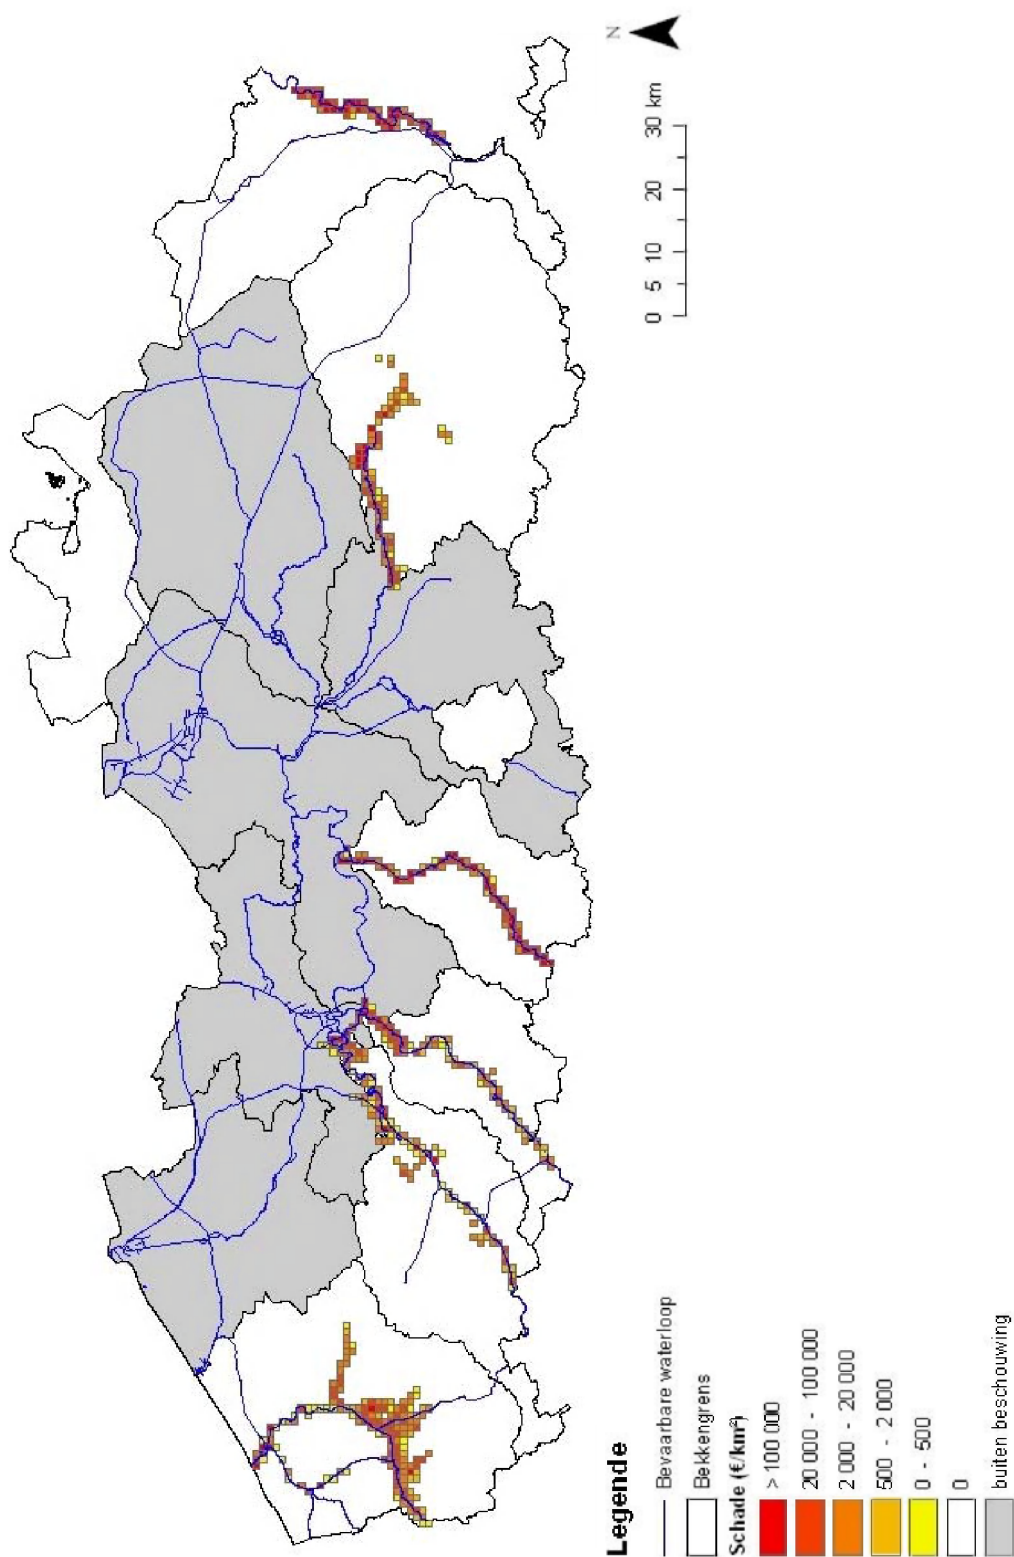 N
0 5 10 20 30 km
Legende
Bevaarbare waterloop
Bekkengrens
Schade (€/km²)
> 100 000
20 000 - 100 000
2 000 - 20 000
500 - 2 000
0 - 500
0
buiten beschouwing